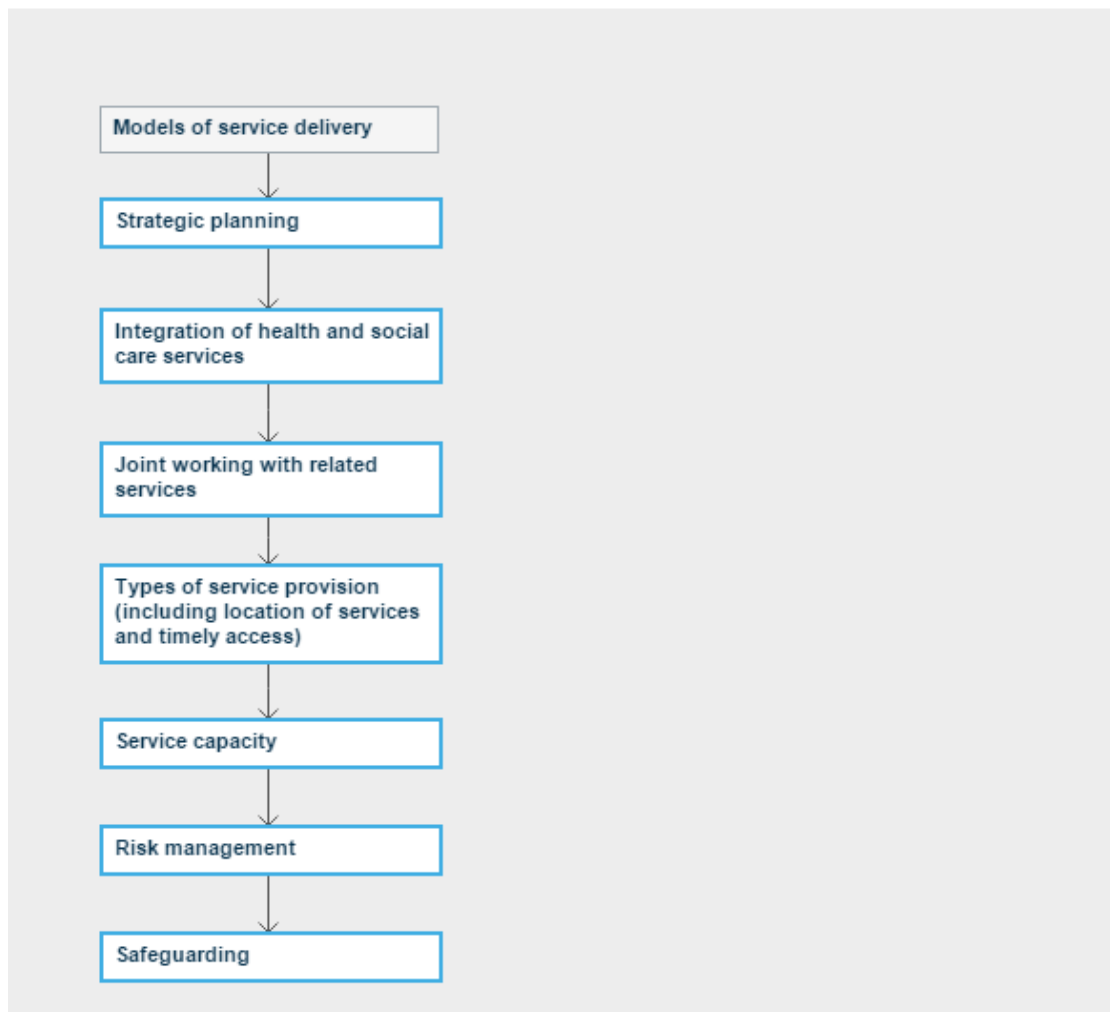 Models of service delivery
Strategic planning
Integration of health and social
care services
Joint working with related
services
Types of service provision
(including location of services
and timely access)
Service capacity
Risk management
Safeguarding